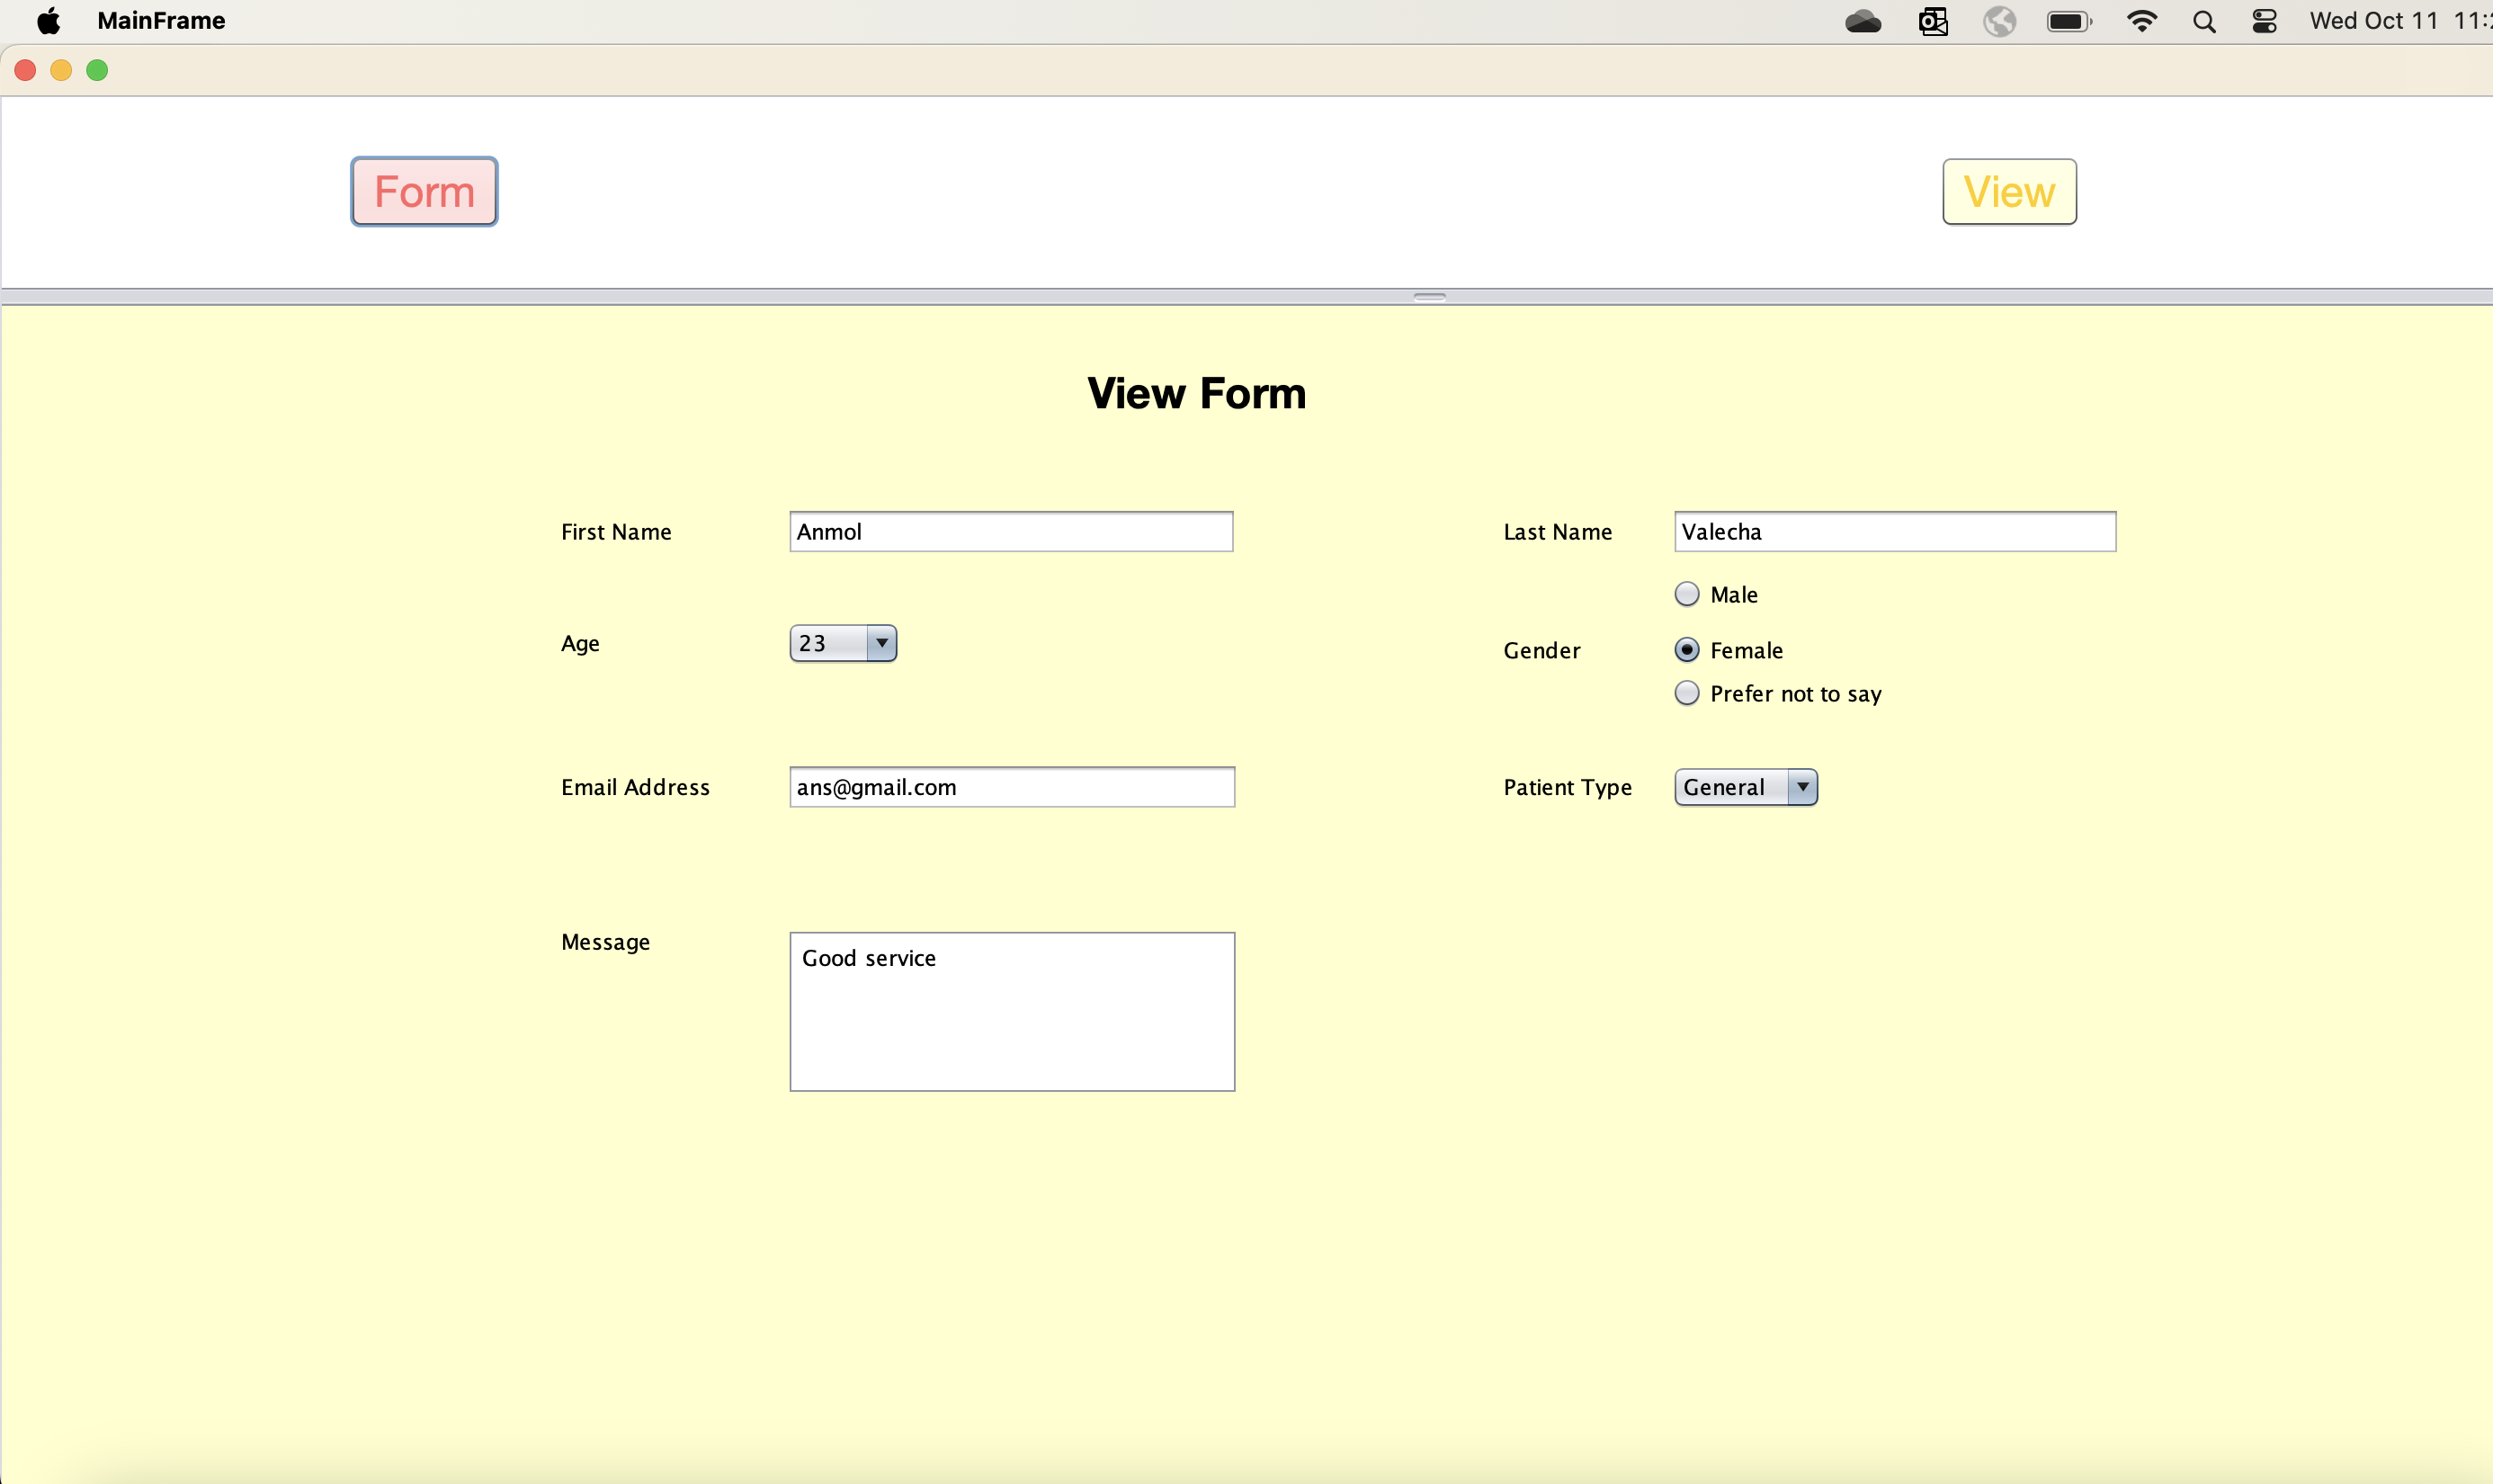 MainFrame
Wed Oct 11 11:
Form
View
View Form
First Name
Anmol
Last Name
Valecha
Male
Age
23
Gender
Female
Prefer not to say
Email Address
ans@gmail.com
Patient Type
General
Message
Good service